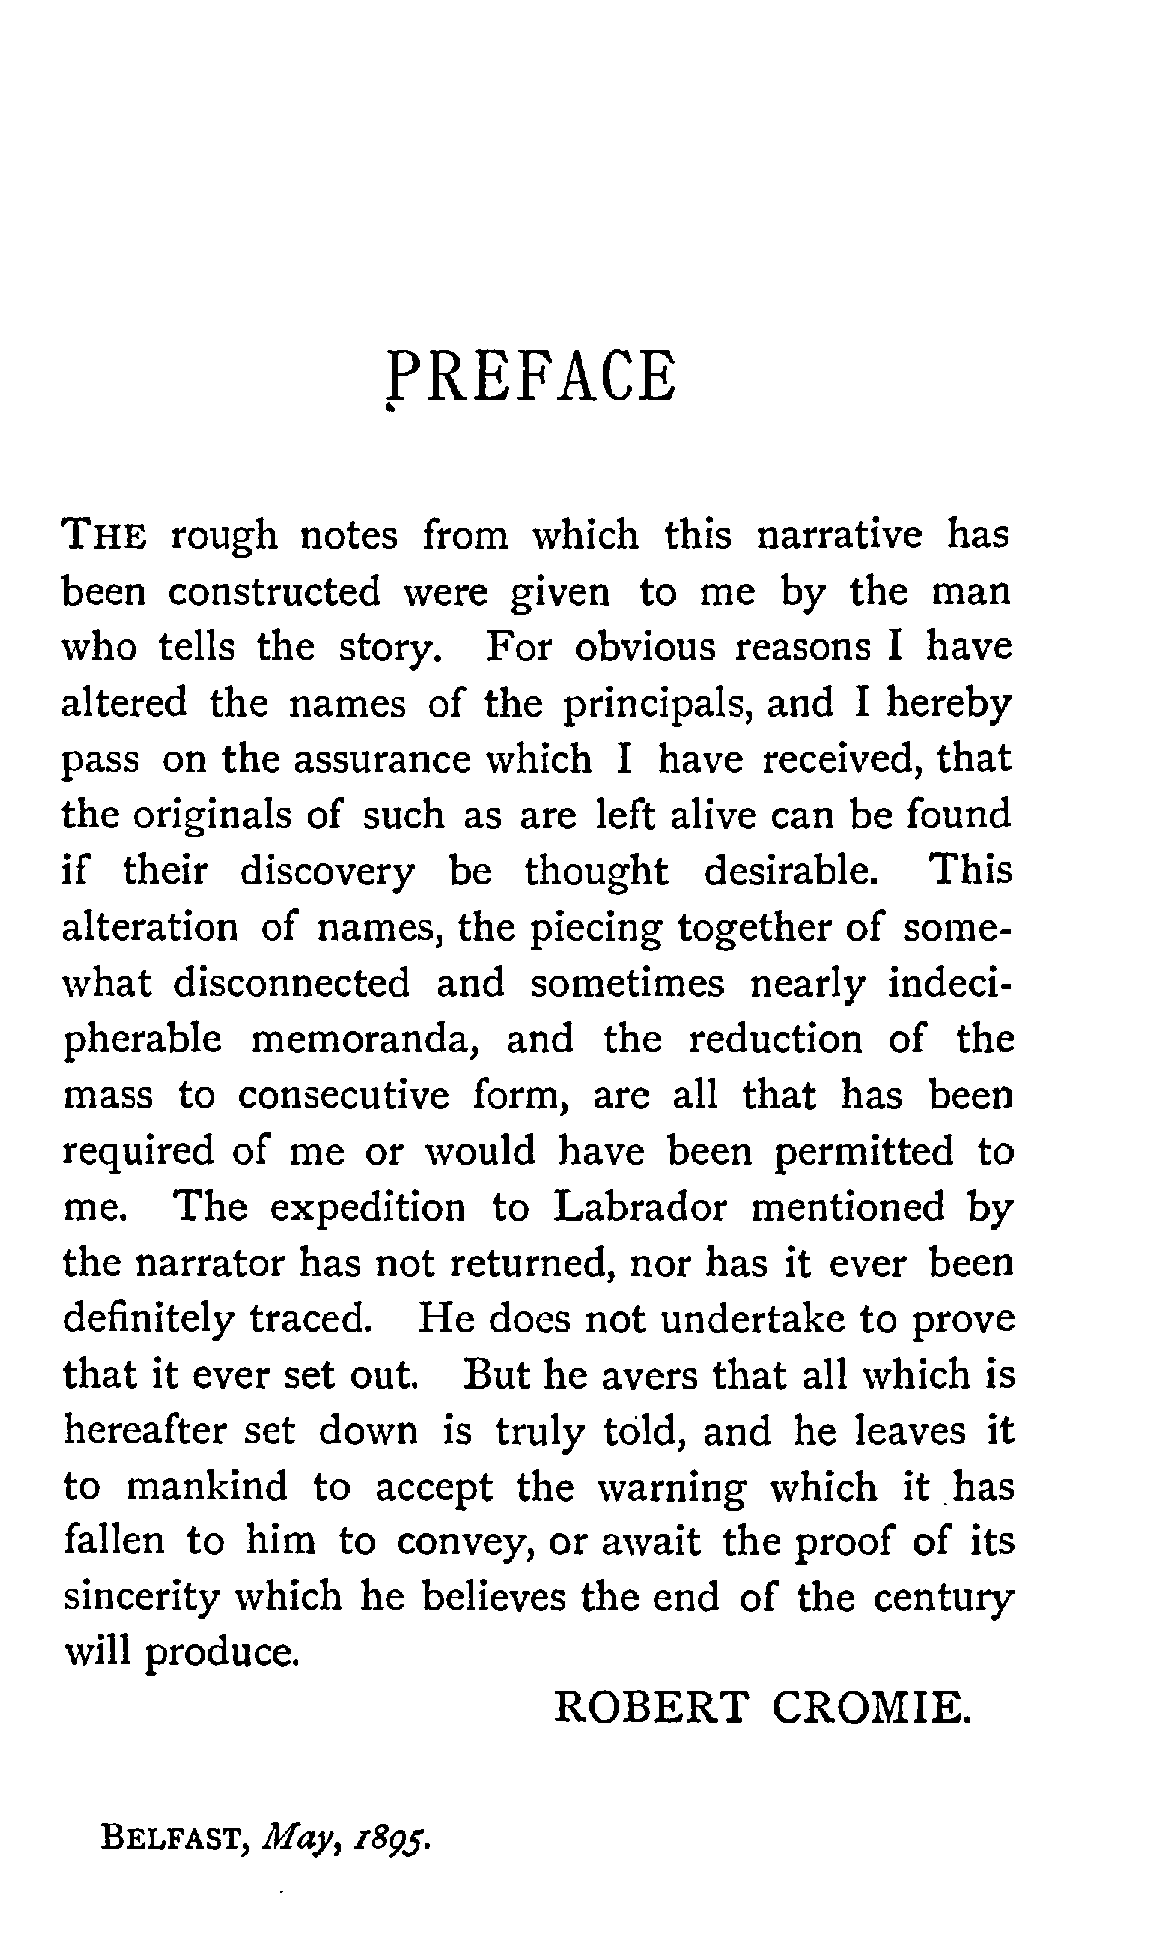 PREFACE
THE rough notes from which this narrative has
been constructed were given to me by the man
who tells the story. For obvious reasons I have
altered the names of the principals, and I hereby
pass on the assurance which I have received, that
the originals of such as are left alive can be found
if their discovery be thought desirable. This
alteration of names, the piecing together of some-
what disconnected and sometimes nearly indeci-
pherable memoranda, and the reduction of the
mass to consecutive form, are all that has been
required of me or would have been permitted to
me. The expedition to Labrador mentioned by
the narrator has not returned, nor has it ever been
definitely traced. He does not undertake to prove
that it ever set out. But he avers that all which is
hereafter set down is truly told, and he leaves it
to mankind to accept the warning which it has
fallen to him to convey, or await the proof of its
sincerity which he believes the end of the century
will produce.
ROBERT CROMIE.
BELFAST, May, 1895.